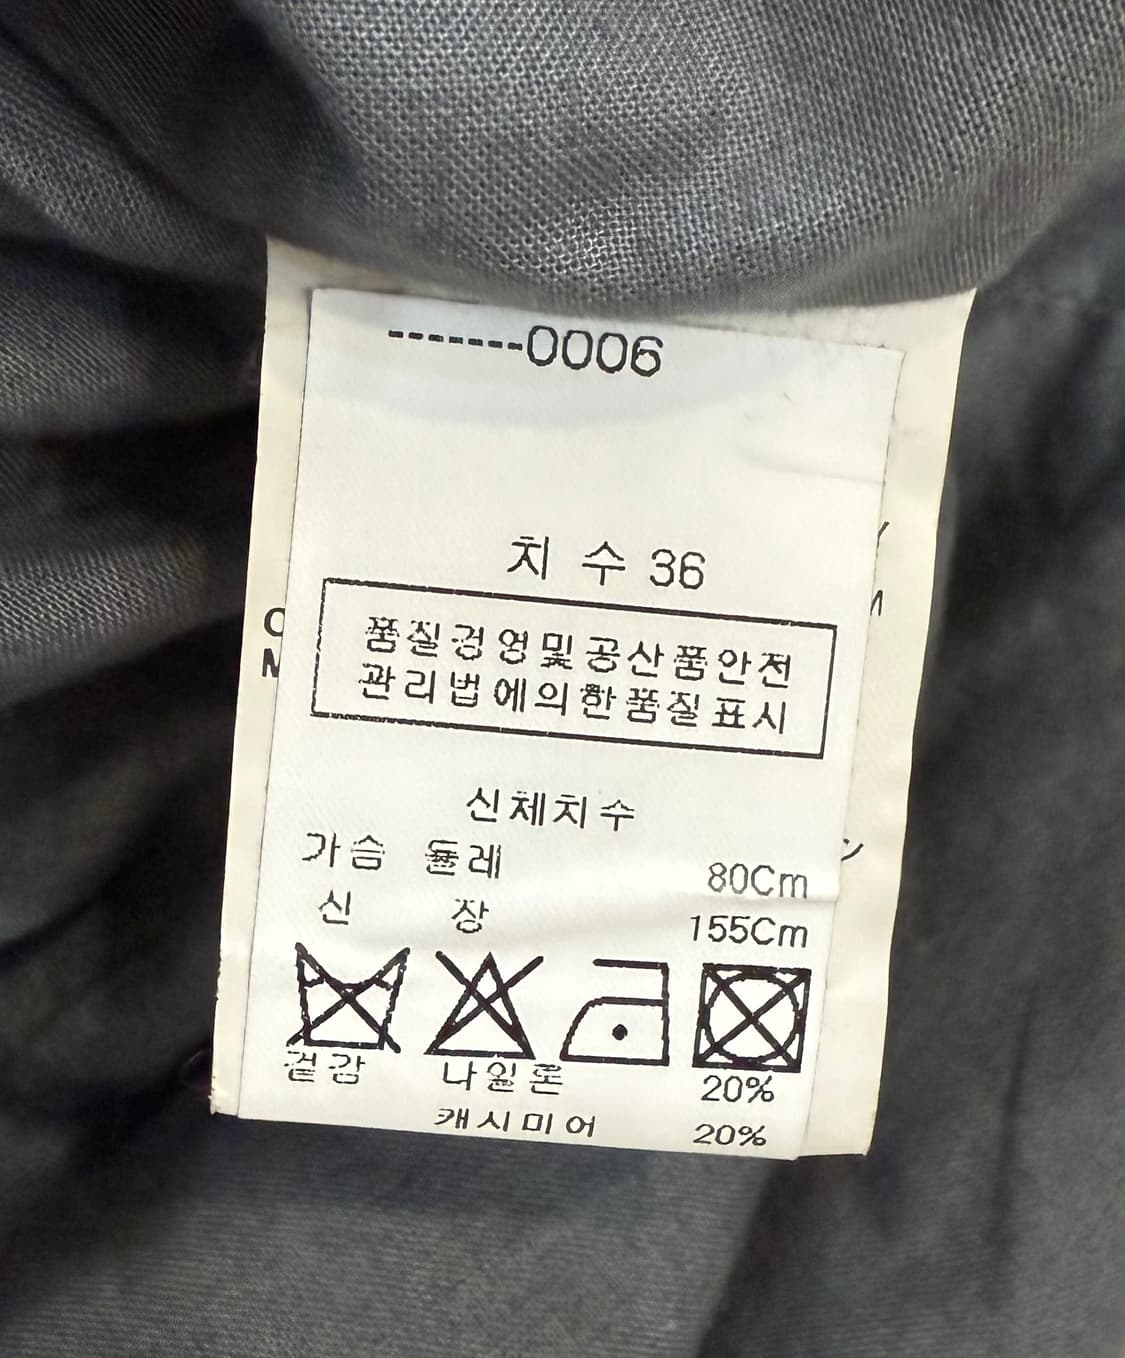 -------0006
치 수 36
품질경영및공산품안전
관리법에의한품질표시
신체치수
가슴 둘레 80Cm
신 장 155Cm
겉감 나일론 20%
캐시미어 20%